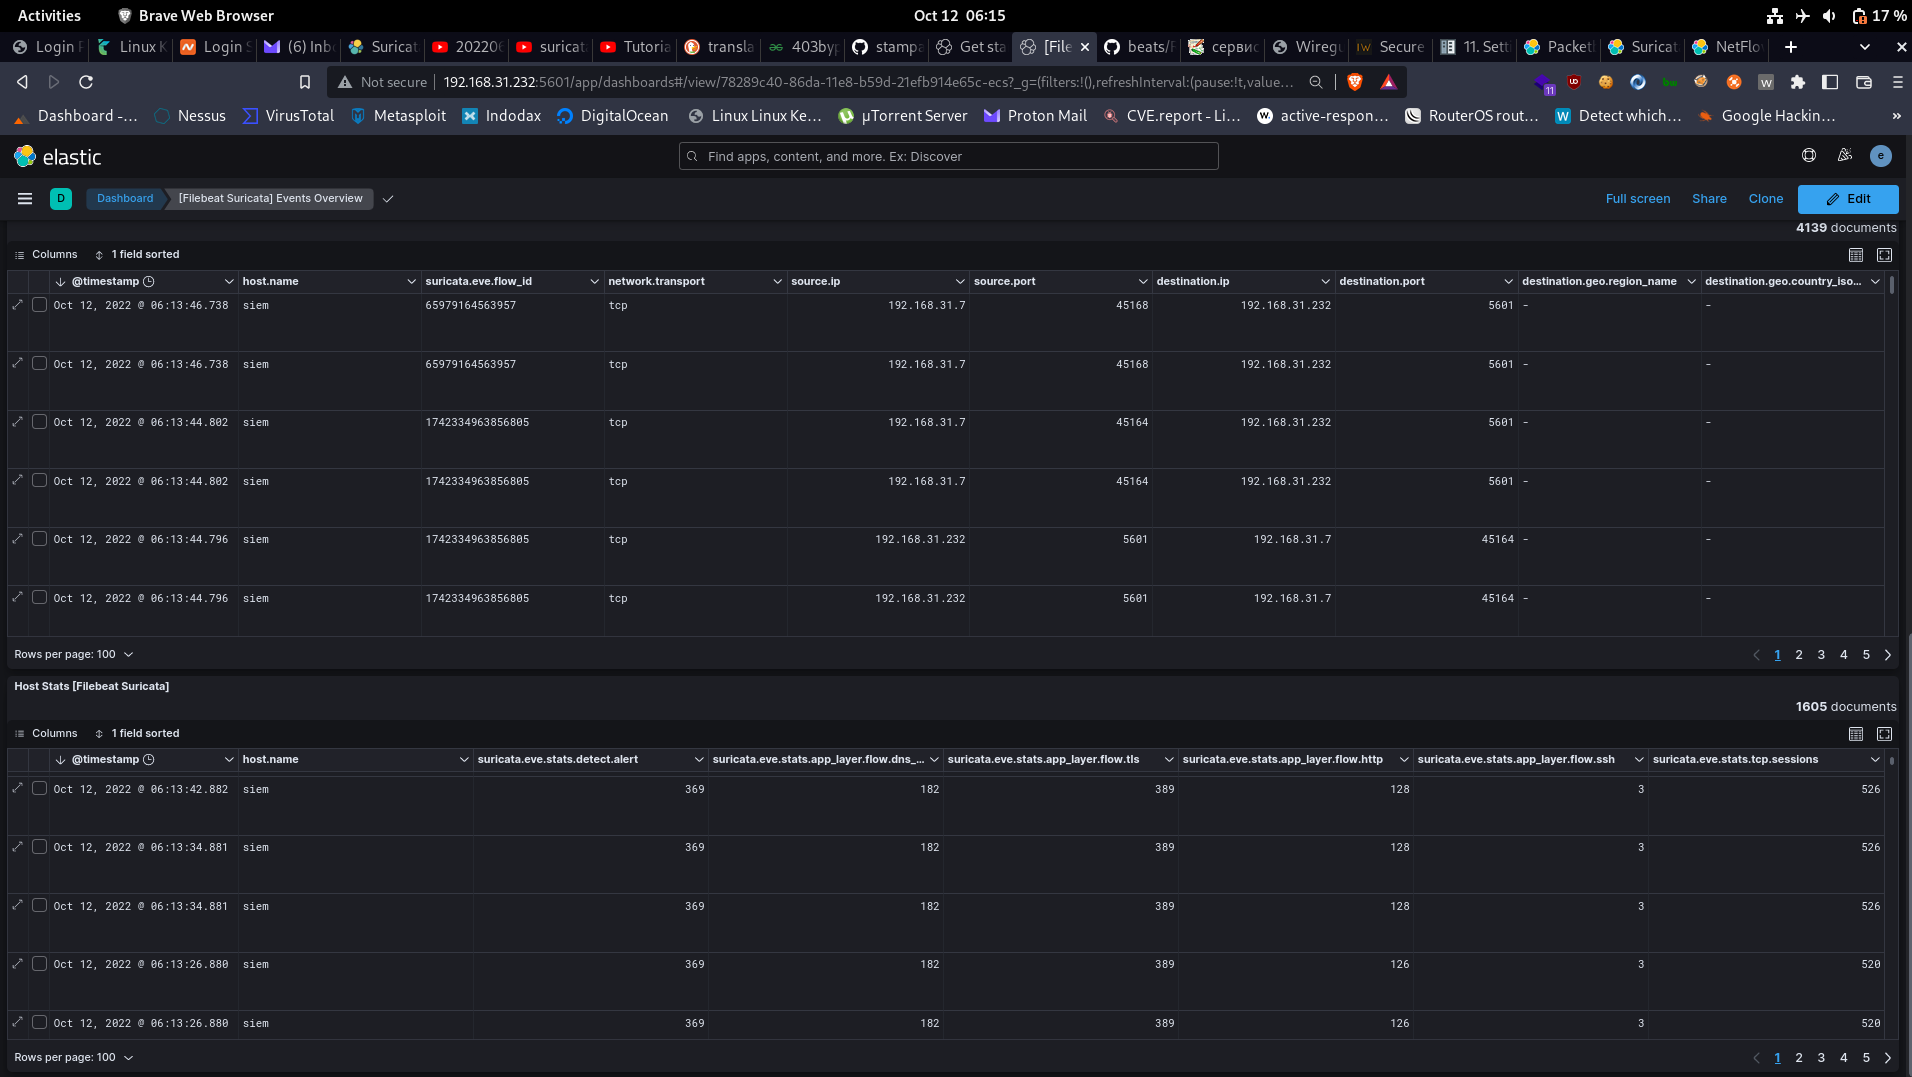 Activities Brave Web Browser Oct 12 06:15 17 %
Login F Linux K Login S (6) Inbo Suricat 202206 suricat Tutoria transla 403byp stampa Get sta [File beats/F сервис Wiregu Secure 11. Sett Packetl Suricat NetFlo
Not secure 192.168.31.232:5601/app/dashboards#/view/78289c40-86da-11e8-b59d-21efb914e65c-ecs?_g=(filters:!(),refreshInterval:(pause:!t,value... 11
Dashboard -... Nessus VirusTotal Metasploit Indodax DigitalOcean Linux Linux Ke... µTorrent Server Proton Mail CVE.report - Li... active-respon... RouterOS rout... Detect which... Google Hackin... »
elastic Find apps, content, and more. Ex: Discover e
D Dashboard [Filebeat Suricata] Events Overview Full screen Share Clone Edit
4139 documents
Columns 1 field sorted
@timestamp host.name suricata.eve.flow_id network.transport source.ip source.port destination.ip destination.port destination.geo.region_name destination.geo.country_iso...
Oct 12, 2022 @ 06:13:46.738 siem 65979164563957 tcp 192.168.31.7 45168 192.168.31.232 5601 - -
Oct 12, 2022 @ 06:13:46.738 siem 65979164563957 tcp 192.168.31.7 45168 192.168.31.232 5601 - -
Oct 12, 2022 @ 06:13:44.802 siem 1742334963856805 tcp 192.168.31.7 45164 192.168.31.232 5601 - -
Oct 12, 2022 @ 06:13:44.802 siem 1742334963856805 tcp 192.168.31.7 45164 192.168.31.232 5601 - -
Oct 12, 2022 @ 06:13:44.796 siem 1742334963856805 tcp 192.168.31.232 5601 192.168.31.7 45164 - -
Oct 12, 2022 @ 06:13:44.796 siem 1742334963856805 tcp 192.168.31.232 5601 192.168.31.7 45164 - -
Rows per page: 100 1 2 3 4 5
Host Stats [Filebeat Suricata]
1605 documents
Columns 1 field sorted
@timestamp host.name suricata.eve.stats.detect.alert suricata.eve.stats.app_layer.flow.dns_... suricata.eve.stats.app_layer.flow.tls suricata.eve.stats.app_layer.flow.http suricata.eve.stats.app_layer.flow.ssh suricata.eve.stats.tcp.sessions
Oct 12, 2022 @ 06:13:42.882 siem 369 182 389 128 3 526
Oct 12, 2022 @ 06:13:34.881 siem 369 182 389 128 3 526
Oct 12, 2022 @ 06:13:34.881 siem 369 182 389 128 3 526
Oct 12, 2022 @ 06:13:26.880 siem 369 182 389 126 3 520
Oct 12, 2022 @ 06:13:26.880 siem 369 182 389 126 3 520
Rows per page: 100 1 2 3 4 5